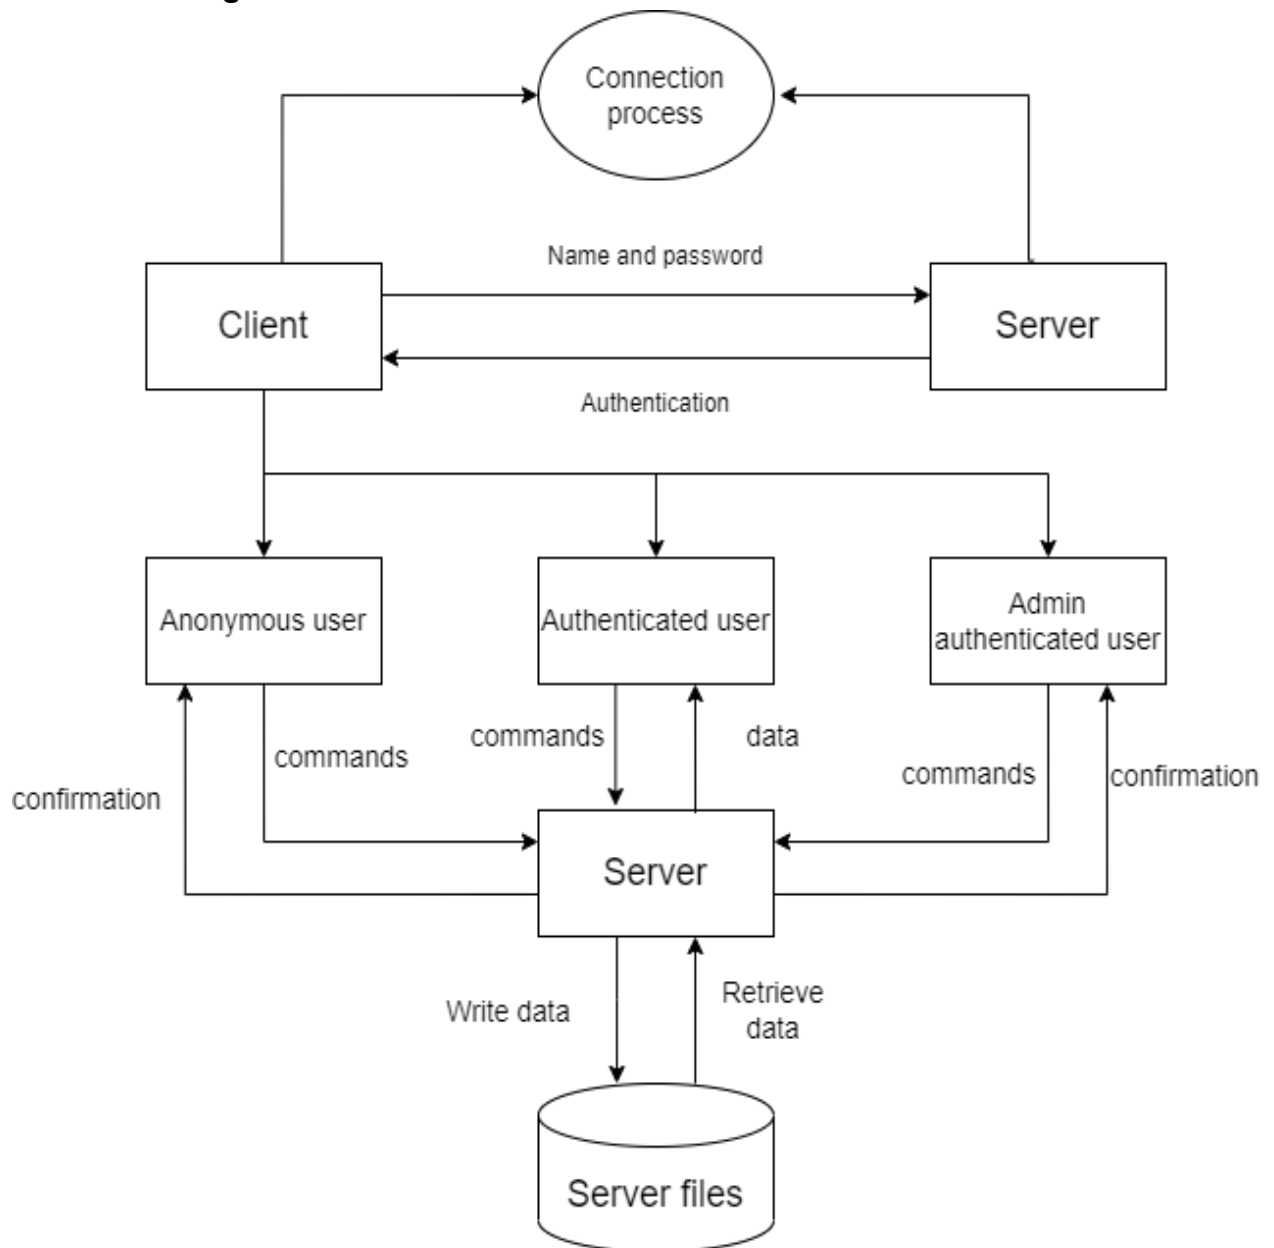 Connection
process
Name and password
Client
Server
Authentication
Anonymous user
Authenticated user
Admin
authenticated user
commands
data
commands
commands
confirmation
confirmation
Server
Write data
Retrieve
data
Server files